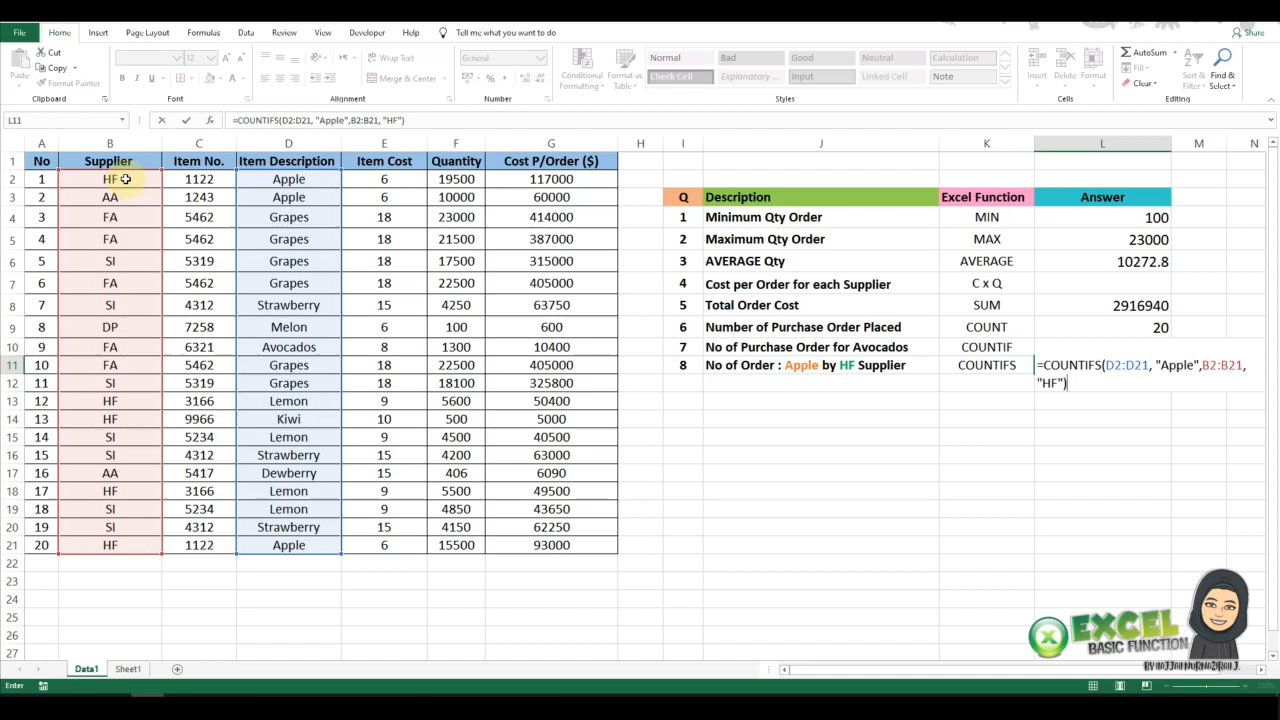 File Home Insert Page Layout Formulas Data Review View Developer Help Tell me what you want to do Share
Cut
Copy
Format Painter
Paste
12
Wrap Text
Merge & Center
General
Conditional Formatting
Format as Table
Normal Bad Good Neutral Calculation
Check Cell Explanatory... Input Linked Cell Note
Insert Delete Format
AutoSum
Fill
Clear
Sort & Filter
Find & Select
Clipboard Font Alignment Number Styles Cells Editing
L11 =COUNTIFS(D2:D21, "Apple",B2:B21, "HF")
A B C D E F G H I J K L M N
1 No Supplier Item No. Item Description Item Cost Quantity Cost P/Order ($)
2 1 HF 1122 Apple 6 19500 117000
3 2 AA 1243 Apple 6 10000 60000 Q Description Excel Function Answer
4 3 FA 5462 Grapes 18 23000 414000 1 Minimum Qty Order MIN 100
5 4 FA 5462 Grapes 18 21500 387000 2 Maximum Qty Order MAX 23000
6 5 SI 5319 Grapes 18 17500 315000 3 AVERAGE Qty AVERAGE 10272.8
7 6 FA 5462 Grapes 18 22500 405000 4 Cost per Order for each Supplier C x Q
8 7 SI 4312 Strawberry 15 4250 63750 5 Total Order Cost SUM 2916940
9 8 DP 7258 Melon 6 100 600 6 Number of Purchase Order Placed COUNT 20
10 9 FA 6321 Avocados 8 1300 10400 7 No of Purchase Order for Avocados COUNTIF
11 10 FA 5462 Grapes 18 22500 405000 8 No of Order : Apple by HF Supplier COUNTIFS =COUNTIFS(D2:D21, "Apple",B2:B21,
12 11 SI 5319 Grapes 18 18100 325800 "HF")
13 12 HF 3166 Lemon 9 5600 50400
14 13 HF 9966 Kiwi 10 500 5000
15 14 SI 5234 Lemon 9 4500 40500
16 15 SI 4312 Strawberry 15 4200 63000
17 16 AA 5417 Dewberry 15 406 6090
18 17 HF 3166 Lemon 9 5500 49500
19 18 SI 5234 Lemon 9 4850 43650
20 19 SI 4312 Strawberry 15 4150 62250
21 20 HF 1122 Apple 6 15500 93000
22
23
24
25
26
27
EXCEL
BASIC FUNCTION
Data1 Sheet1
Enter